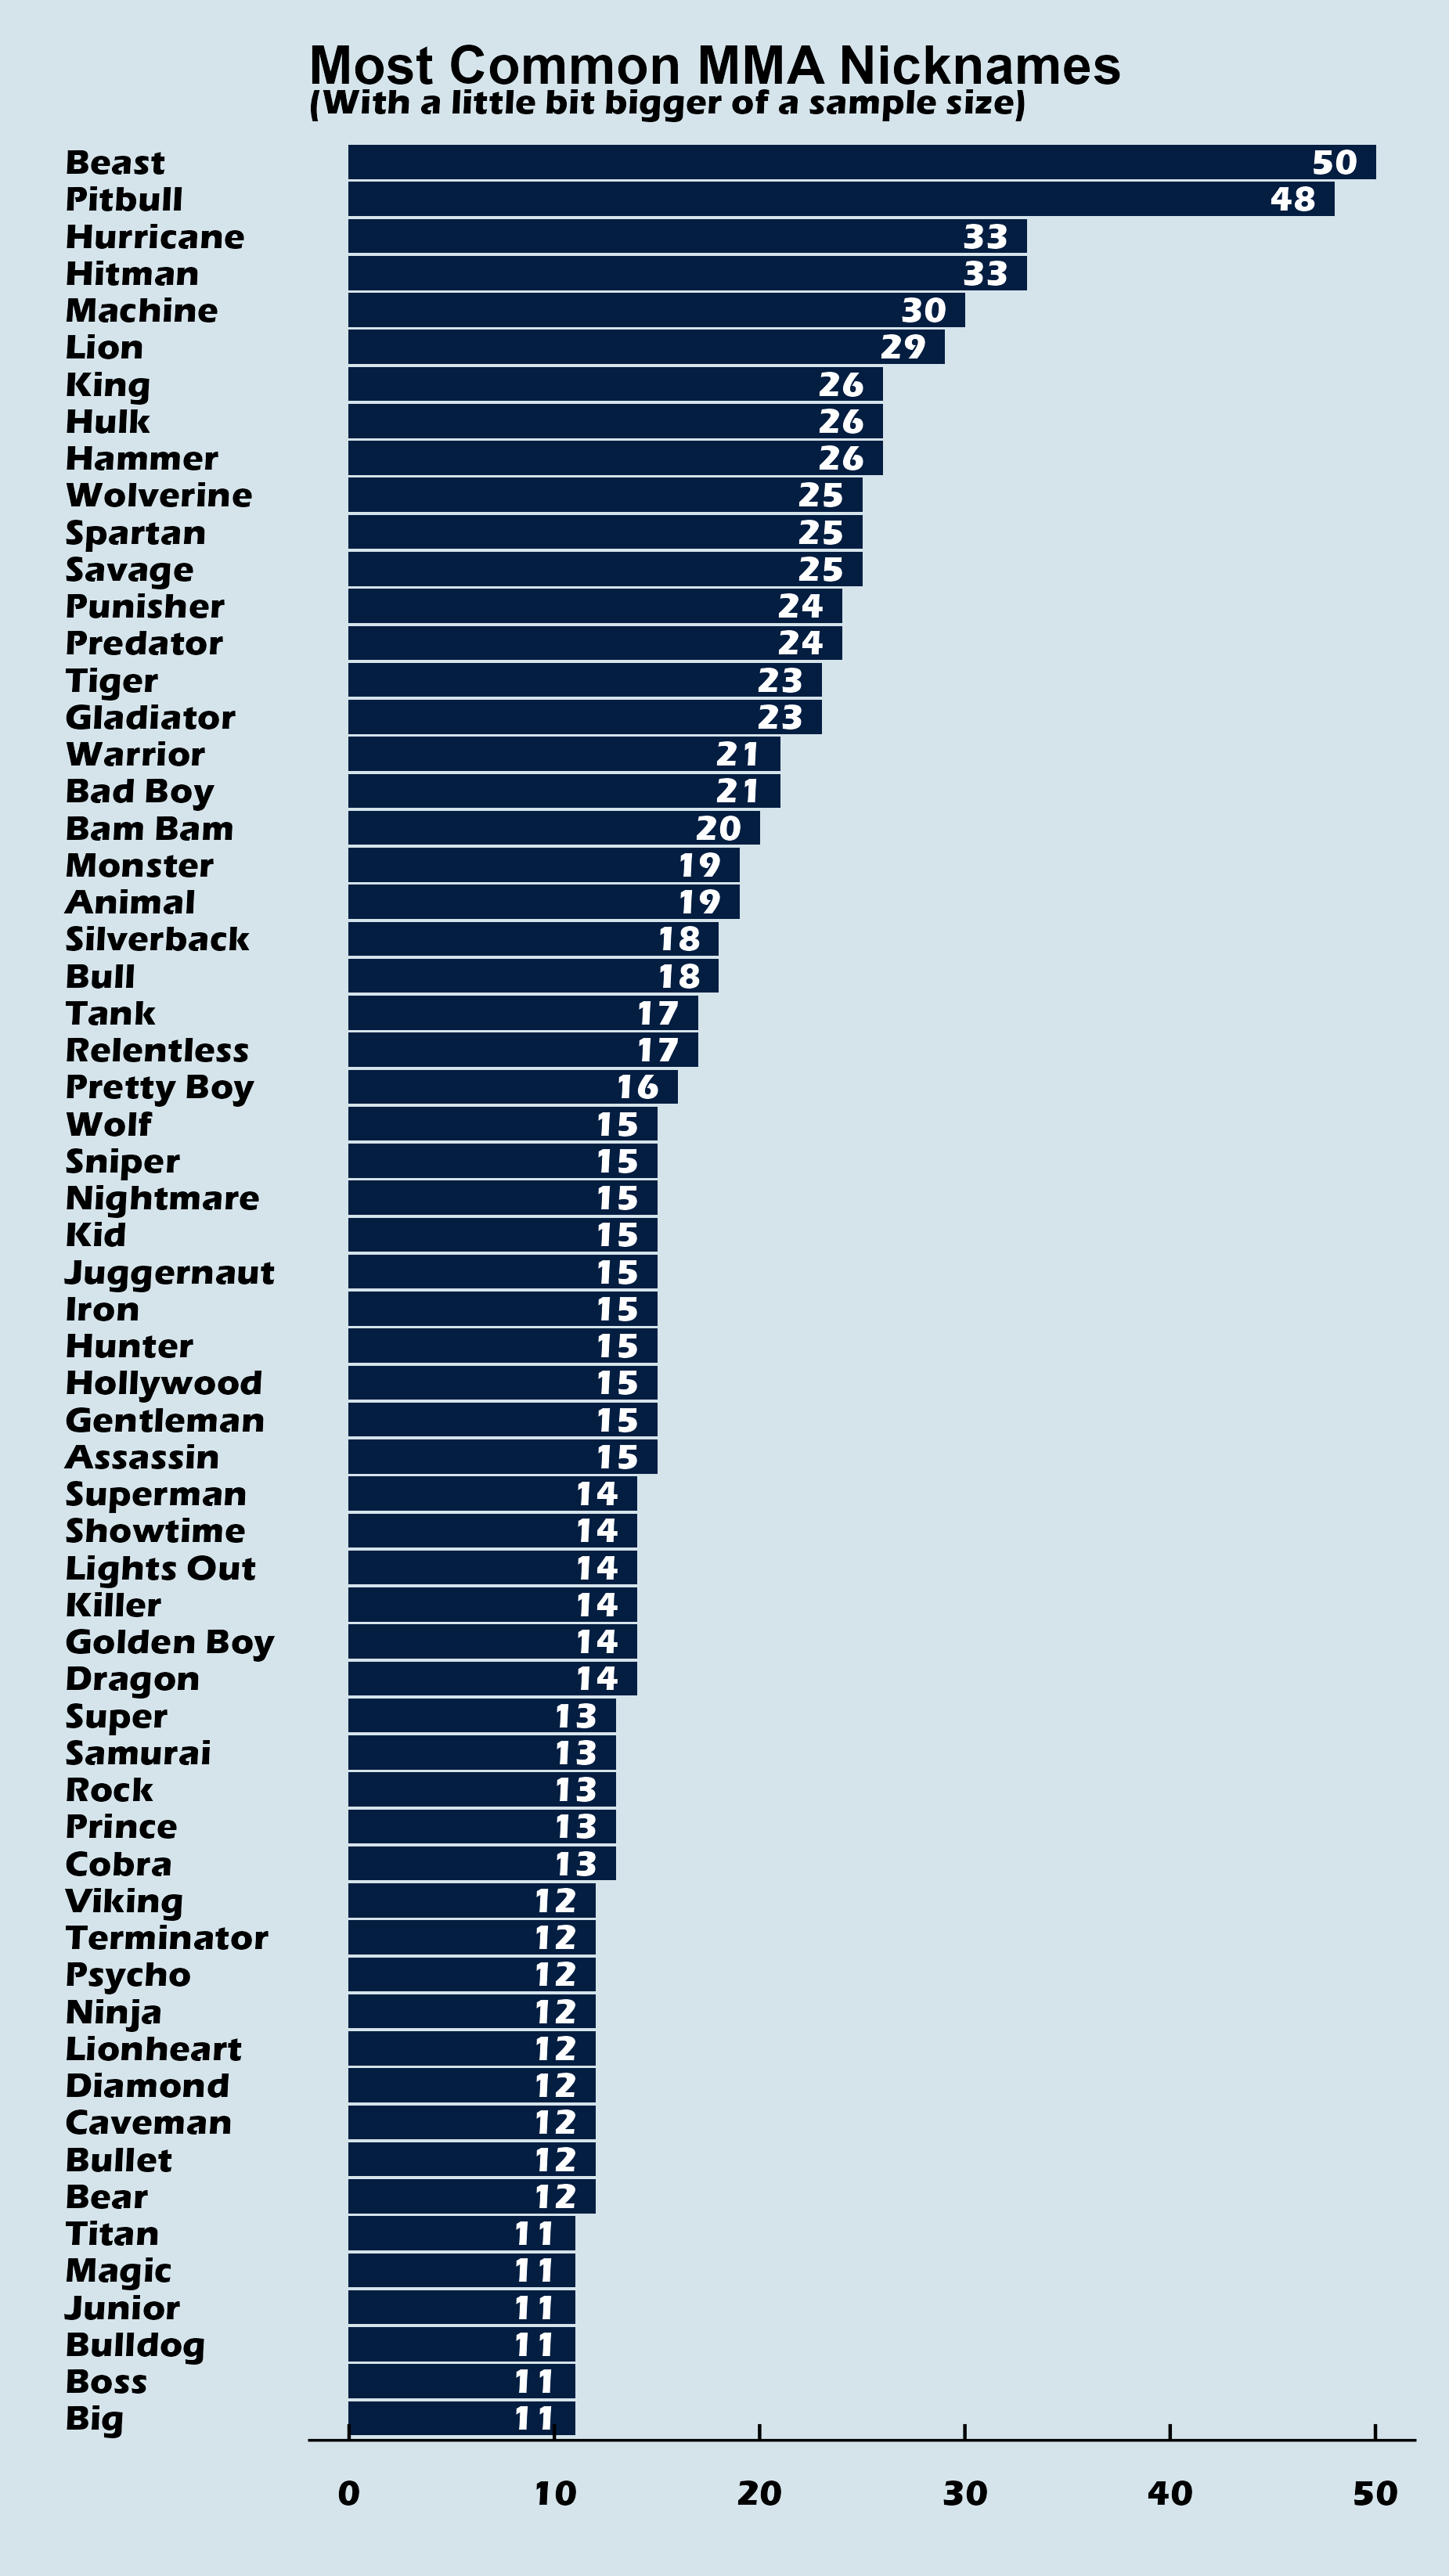 Most Common MMA Nicknames
(With a little bit bigger of a sample size)
Beast 50
Pitbull 48
Hurricane 33
Hitman 33
Machine 30
Lion 29
King 26
Hulk 26
Hammer 26
Wolverine 25
Spartan 25
Savage 25
Punisher 24
Predator 24
Tiger 23
Gladiator 23
Warrior 21
Bad Boy 21
Bam Bam 20
Monster 19
Animal 19
Silverback 18
Bull 18
Tank 17
Relentless 17
Pretty Boy 16
Wolf 15
Sniper 15
Nightmare 15
Kid 15
Juggernaut 15
Iron 15
Hunter 15
Hollywood 15
Gentleman 15
Assassin 15
Superman 14
Showtime 14
Lights Out 14
Killer 14
Golden Boy 14
Dragon 14
Super 13
Samurai 13
Rock 13
Prince 13
Cobra 13
Viking 12
Terminator 12
Psycho 12
Ninja 12
Lionheart 12
Diamond 12
Caveman 12
Bullet 12
Bear 12
Titan 11
Magic 11
Junior 11
Bulldog 11
Boss 11
Big 11
0 10 20 30 40 50